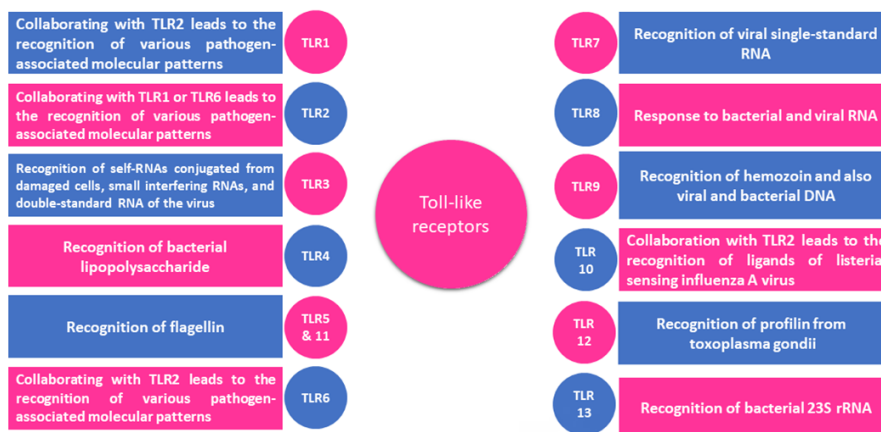 Collaborating with TLR2 leads to the
recognition of various pathogen-
associated molecular patterns
TLR1
Collaborating with TLR1 or TLR6 leads to
the recognition of various pathogen-
associated molecular patterns
TLR2
Recognition of self-RNAs conjugated from
damaged cells, small interfering RNAs, and
double-standard RNA of the virus
TLR3
Recognition of bacterial
lipopolysaccharide
TLR4
Recognition of flagellin
TLR5
& 11
Collaborating with TLR2 leads to the
recognition of various pathogen-
associated molecular patterns
TLR6
Toll-like
receptors
TLR7
Recognition of viral single-standard
RNA
TLR8
Response to bacterial and viral RNA
TLR9
Recognition of hemozoin and also
viral and bacterial DNA
TLR
10
Collaboration with TLR2 leads to the
recognition of ligands of listeria,
sensing influenza A virus
TLR
12
Recognition of profilin from
toxoplasma gondii
TLR
13
Recognition of bacterial 23S rRNA